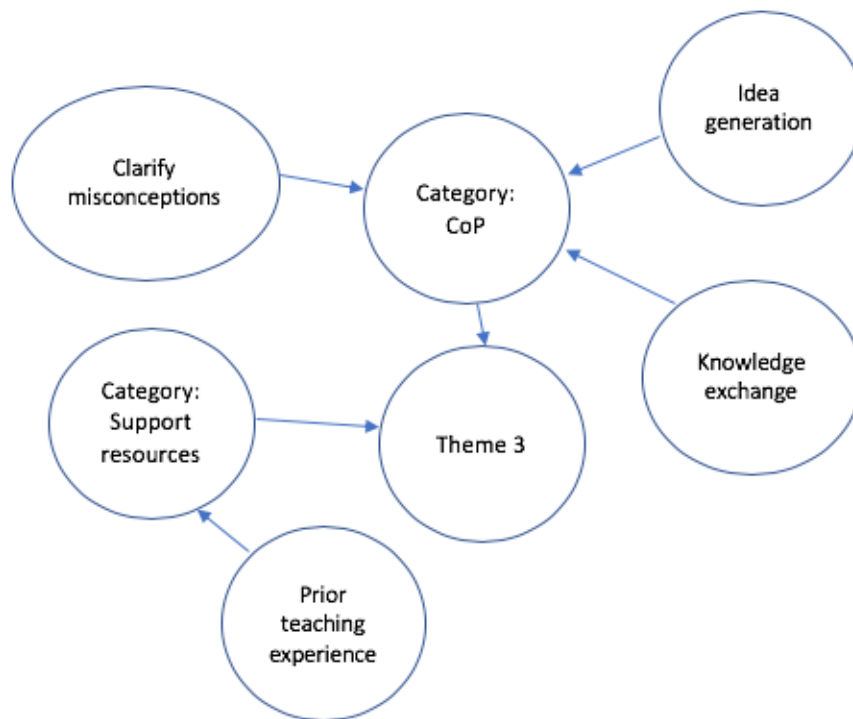 Idea
generation
Clarify
misconceptions
Category:
CoP
Knowledge
exchange
Category:
Support
resources
Theme 3
Prior
teaching
experience